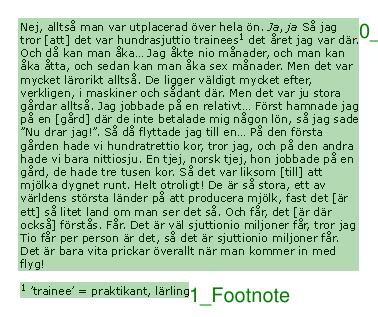 Nej, alltså man var utplacerad över hela ön. Ja, ja Så jag
tror [att] det var hundrasjuttio trainees¹ det året jag var där.
Och då kan man åka... Jag åkte nio månader, och man kan
åka åtta, och sedan kan man åka sex månader. Men det var
mycket lärorikt alltså. De ligger väldigt mycket efter,
verkligen, i maskiner och sådant där. Men det var ju stora
gårdar alltså. Jag jobbade på en relativt... Först hamnade jag
på en [gård] där de inte betalade mig någon lön, så jag sade
”Nu drar jag!”. Så då flyttade jag till en... På den första
gården hade vi hundratrettio kor, tror jag, och på den andra
hade vi bara nittiosju. En tjej, norsk tjej, hon jobbade på en
gård, de hade tre tusen kor. Så det var liksom [till] att
mjölka dygnet runt. Helt otroligt! De är så stora, ett av
världens största länder på att producera mjölk, fast det [är
ett] så litet land om man ser det så. Och får, det [är där
också] förstås. Får. Det är väl sjuttionio miljoner får, tror jag
Tio får per person är det, så det är sjuttionio miljoner får.
Det är bara vita prickar överallt när man kommer in med
flyg!
0_
¹ ’trainee’ = praktikant, lärling
1_Footnote